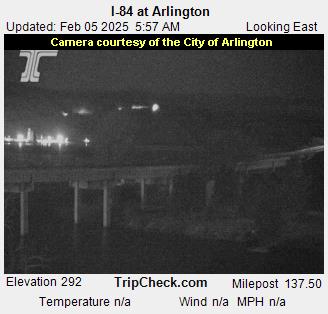 I-84 at Arlington
Updated: Feb 05 2025 5:57 AM Looking East
Camera courtesy of the City of Arlington
Elevation 292 TripCheck.com Milepost 137.50
Temperature n/a Wind n/a MPH n/a